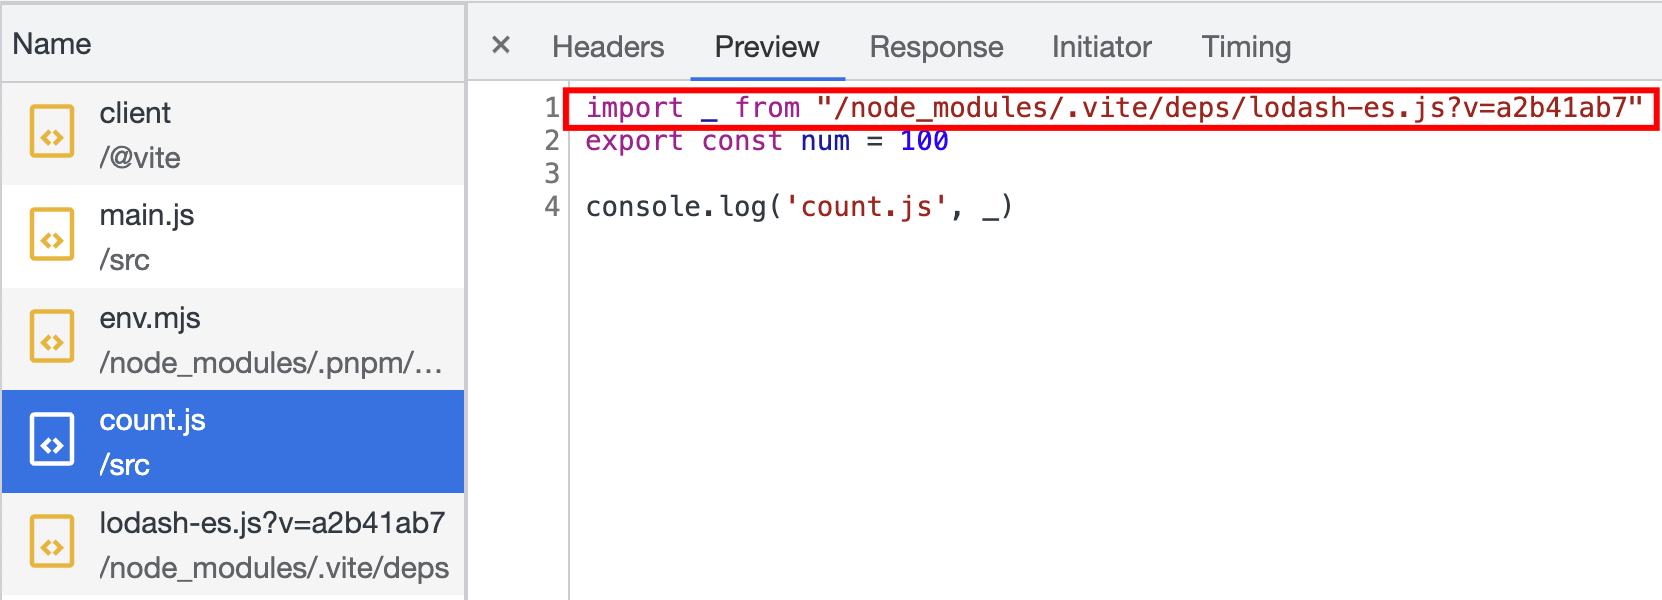 Name
client
/@vite
main.js
/src
env.mjs
/node_modules/.pnpm/…
count.js
/src
lodash-es.js?v=a2b41ab7
/node_modules/.vite/deps
× Headers Preview Response Initiator Timing
1 import _ from "/node_modules/.vite/deps/lodash-es.js?v=a2b41ab7"
2 export const num = 100
3
4 console.log('count.js', _)